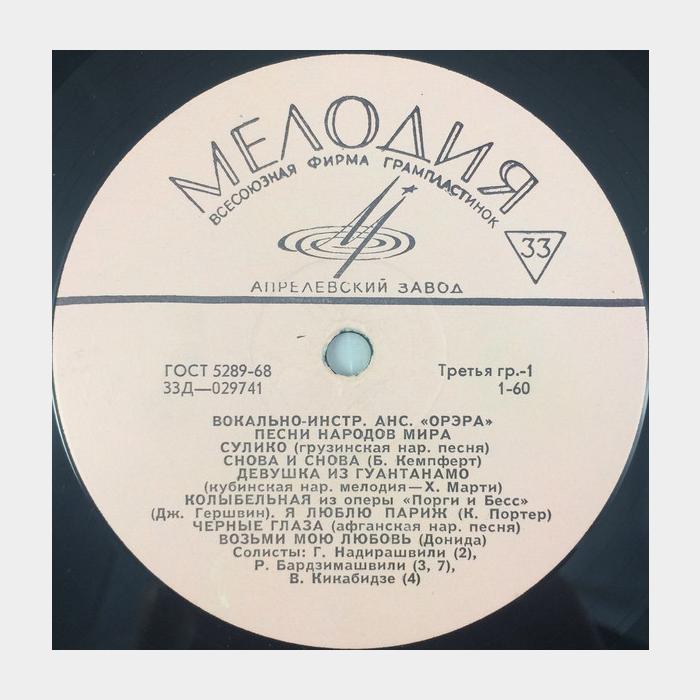 МЕЛОДИЯ
ВСЕСОЮЗНАЯ ФИРМА ГРАМПЛАСТИНОК
33
АПРЕЛЕВСКИЙ ЗАВОД
ГОСТ 5289-68
Третья гр.-1
33Д—029741
1-60
ВОКАЛЬНО-ИНСТР. АНС. «ОРЭРА»
ПЕСНИ НАРОДОВ МИРА
СУЛИКО (грузинская нар. песня)
СНОВА И СНОВА (Б. Кемпферт)
ДЕВУШКА ИЗ ГУАНТАНАМО
(кубинская нар. мелодия—Х. Марти)
КОЛЫБЕЛЬНАЯ из оперы «Порги и Бесс»
(Дж. Гершвин). Я ЛЮБЛЮ ПАРИЖ (К. Портер)
ЧЕРНЫЕ ГЛАЗА (афганская нар. песня)
ВОЗЬМИ МОЮ ЛЮБОВЬ (Донида)
Солисты: Г. Надирашвили (2),
Р. Бардзимашвили (3, 7),
В. Кикабидзе (4)